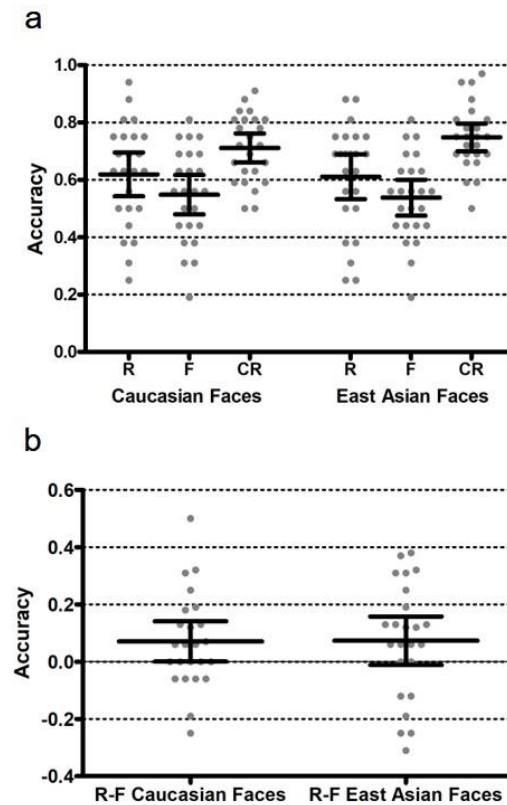 a
Accuracy
1.0
0.8
0.6
0.4
0.2
0.0
R F CR R F CR
Caucasian Faces East Asian Faces
b
Accuracy
0.6
0.4
0.2
0.0
-0.2
-0.4
R-F Caucasian Faces R-F East Asian Faces